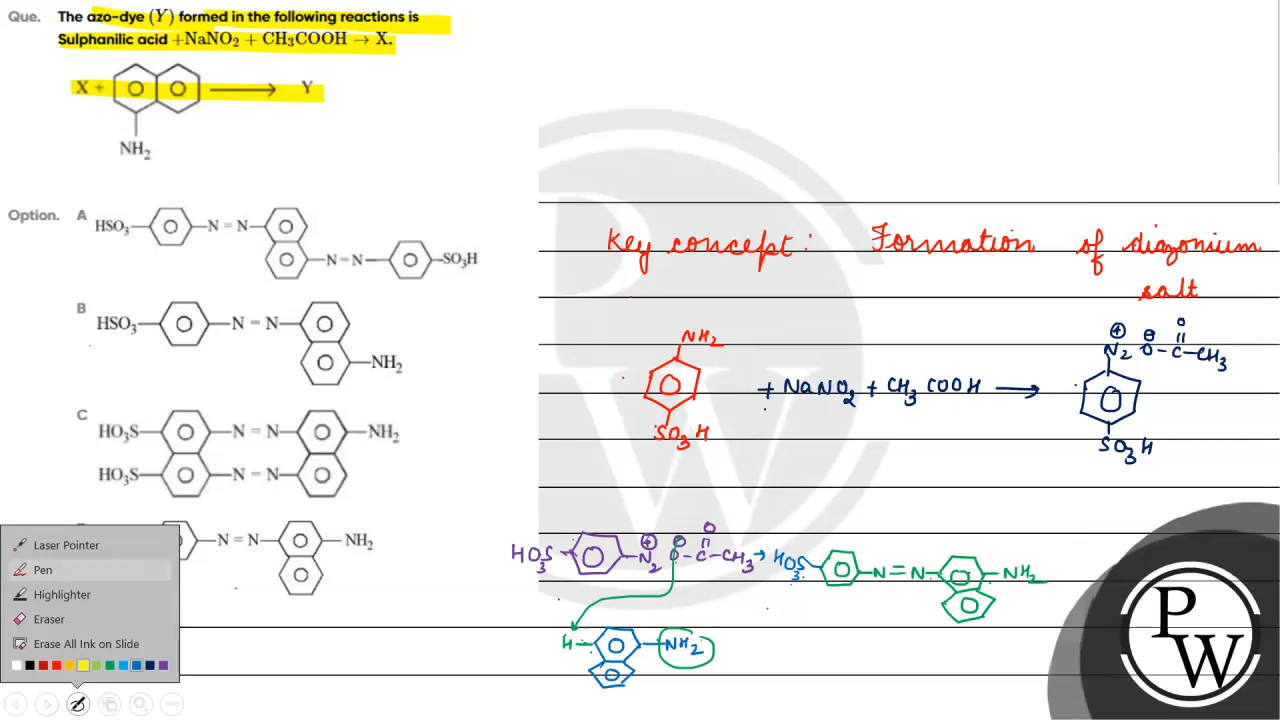 Que. The azo-dye (Y) formed in the following reactions is
Sulphanilic acid +NaNO₂ + CH₃COOH → X.
X + ⟶ Y
NH₂
Option. A HSO₃ N = N
N = N SO₃H
B HSO₃ N = N
NH₂
C HO₃S N = N NH₂
HO₃S N = N
N = N NH₂
Laser Pointer
Pen
Highlighter
Eraser
Erase All Ink on Slide
Key concept: Formation of diazonium
salt
NH₂
SO₃H
+ NaNO₂ + CH₃COOH ⟶
⊕ ⊖ O
N₂ O–C–CH₃
SO₃H
HO₃S ⊕ O
N₂ O–C–CH₃ → HO₃S N=N NH₂
H NH₂
P
W